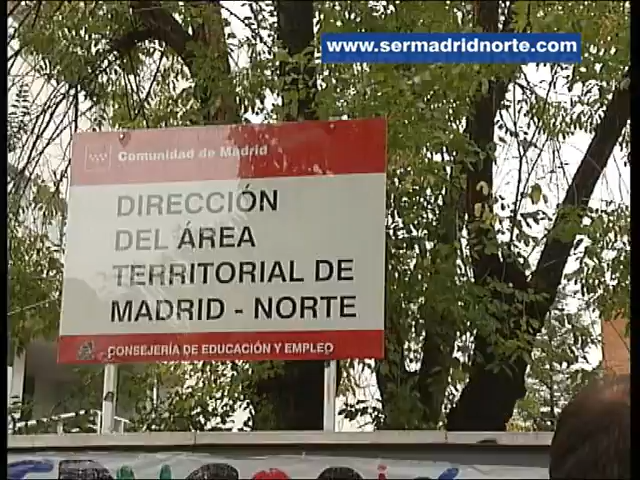 www.sermadridnorte.com
Comunidad de Madrid
DIRECCIÓN
DEL ÁREA
TERRITORIAL DE
MADRID - NORTE
CONSEJERÍA DE EDUCACIÓN Y EMPLEO